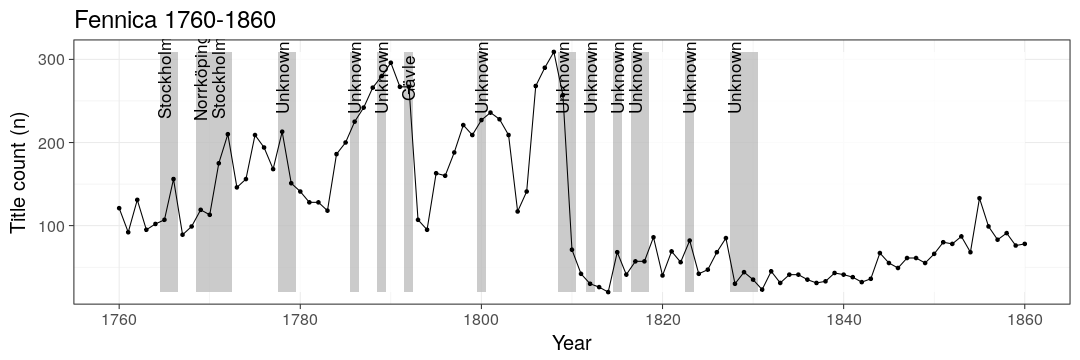 Fennica 1760-1860
Title count (n)
300
200
100
Stockholm
Norrköping
Stockholm
Unknown
Unknown
Unknown
Gävle
Unknown
Unknown
Unknown
Unknown
Unknown
Unknown
Unknown
1760
1780
1800
1820
1840
1860
Year